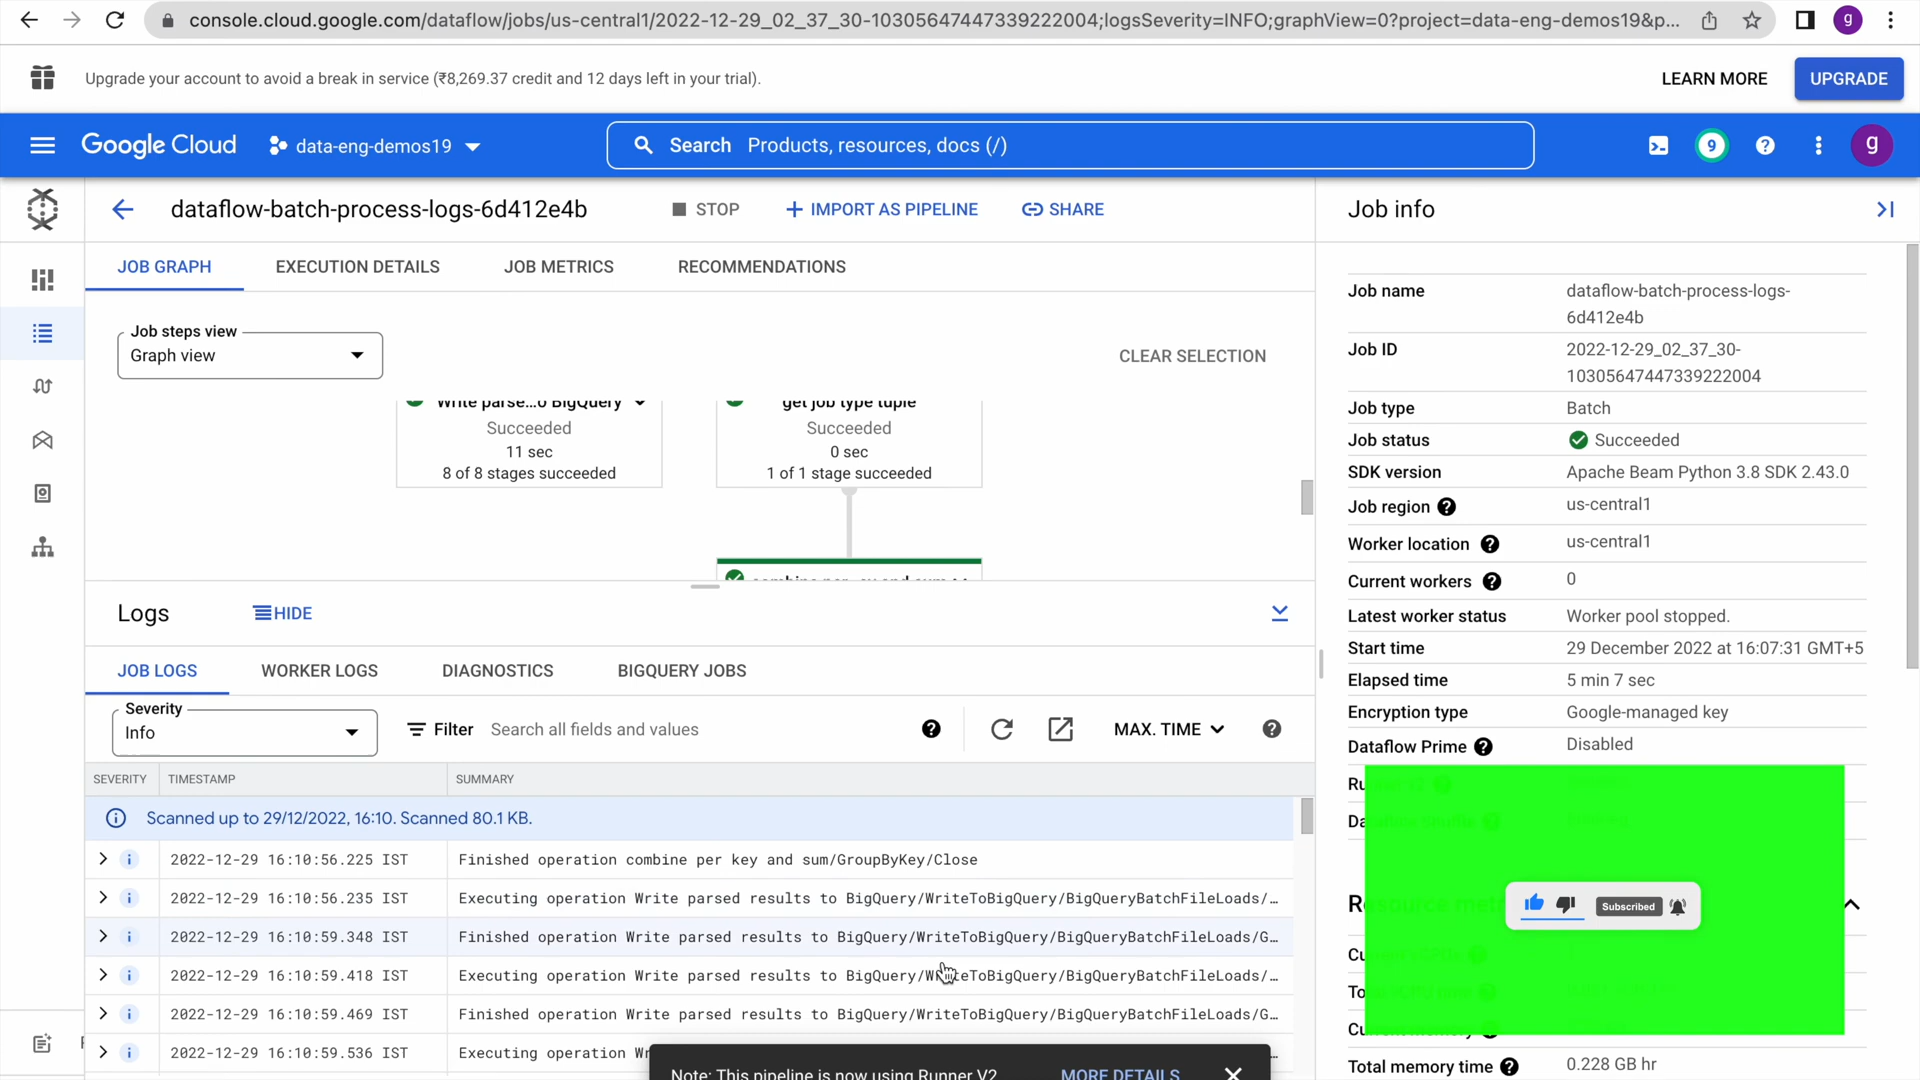 console.cloud.google.com/dataflow/jobs/us-central1/2022-12-29_02_37_30-10305647447339222004;logsSeverity=INFO;graphView=0?project=data-eng-demos19&p...
g
Upgrade your account to avoid a break in service (₹8,269.37 credit and 12 days left in your trial).
LEARN MORE
UPGRADE
Google Cloud
data-eng-demos19
Search Products, resources, docs (/)
9
g
dataflow-batch-process-logs-6d412e4b
STOP
IMPORT AS PIPELINE
SHARE
Job info
JOB GRAPH
EXECUTION DETAILS
JOB METRICS
RECOMMENDATIONS
Job steps view
Graph view
CLEAR SELECTION
Write parse...o BigQuery
Succeeded
11 sec
8 of 8 stages succeeded
get job type tuple
Succeeded
0 sec
1 of 1 stage succeeded
Job name dataflow-batch-process-logs-
6d412e4b
Job ID 2022-12-29_02_37_30-
10305647447339222004
Job type Batch
Job status Succeeded
SDK version Apache Beam Python 3.8 SDK 2.43.0
Job region us-central1
Worker location us-central1
Current workers 0
Latest worker status Worker pool stopped.
Start time 29 December 2022 at 16:07:31 GMT+5
Elapsed time 5 min 7 sec
Encryption type Google-managed key
Dataflow Prime Disabled
Subscribed
Total memory time 0.228 GB hr
Logs
HIDE
JOB LOGS
WORKER LOGS
DIAGNOSTICS
BIGQUERY JOBS
Severity
Info
Filter Search all fields and values
MAX. TIME
SEVERITY TIMESTAMP SUMMARY
Scanned up to 29/12/2022, 16:10. Scanned 80.1 KB.
2022-12-29 16:10:56.225 IST Finished operation combine per key and sum/GroupByKey/Close
2022-12-29 16:10:56.235 IST Executing operation Write parsed results to BigQuery/WriteToBigQuery/BigQueryBatchFileLoads/…
2022-12-29 16:10:59.348 IST Finished operation Write parsed results to BigQuery/WriteToBigQuery/BigQueryBatchFileLoads/G…
2022-12-29 16:10:59.418 IST Executing operation Write parsed results to BigQuery/WriteToBigQuery/BigQueryBatchFileLoads/…
2022-12-29 16:10:59.469 IST Finished operation Write parsed results to BigQuery/WriteToBigQuery/BigQueryBatchFileLoads/G…
2022-12-29 16:10:59.536 IST Executing operation
Note: This pipeline is now using Runner V2
MORE DETAILS